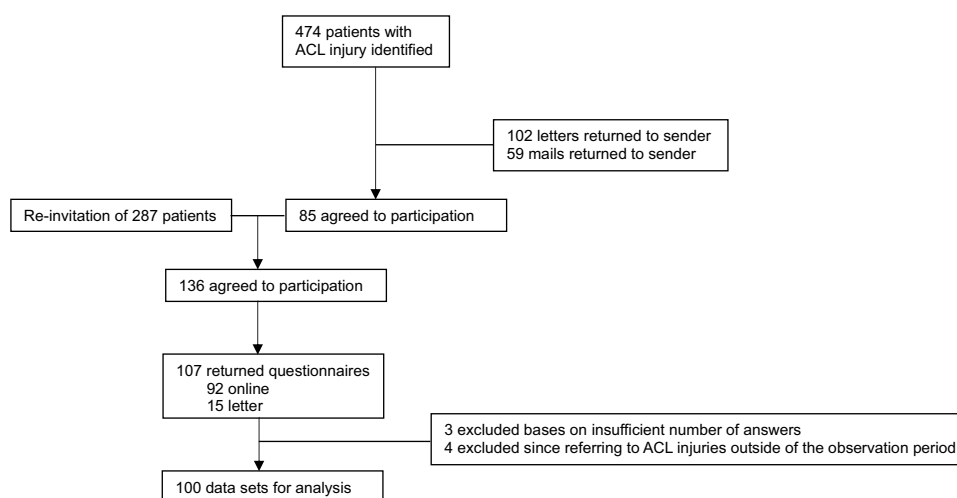 474 patients with
ACL injury identified
102 letters returned to sender
59 mails returned to sender
Re-invitation of 287 patients
85 agreed to participation
136 agreed to participation
107 returned questionnaires
92 online
15 letter
3 excluded bases on insufficient number of answers
4 excluded since referring to ACL injuries outside of the observation period
100 data sets for analysis